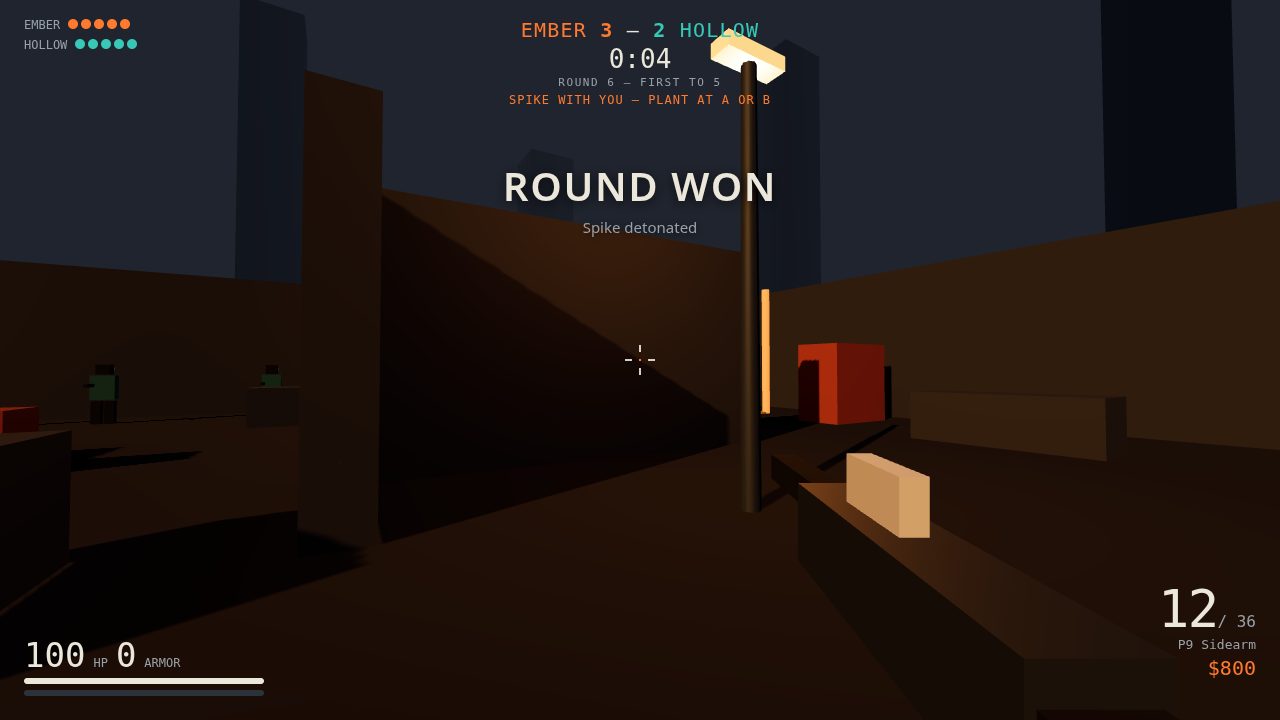 EMBER
HOLLOW
EMBER 3 — 2 HOLLOW
0:04
ROUND 6 — FIRST TO 5
SPIKE WITH YOU — PLANT AT A OR B
ROUND WON
Spike detonated
100 HP 0 ARMOR
12 / 36
P9 Sidearm
$800